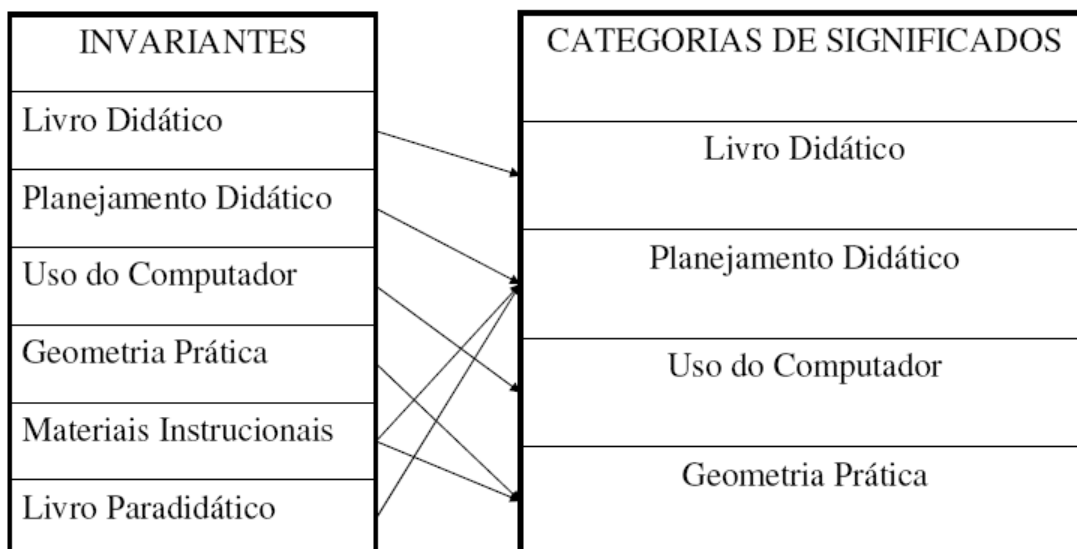 INVARIANTES
Livro Didático
Planejamento Didático
Uso do Computador
Geometria Prática
Materiais Instrucionais
Livro Paradidático
CATEGORIAS DE SIGNIFICADOS
Livro Didático
Planejamento Didático
Uso do Computador
Geometria Prática